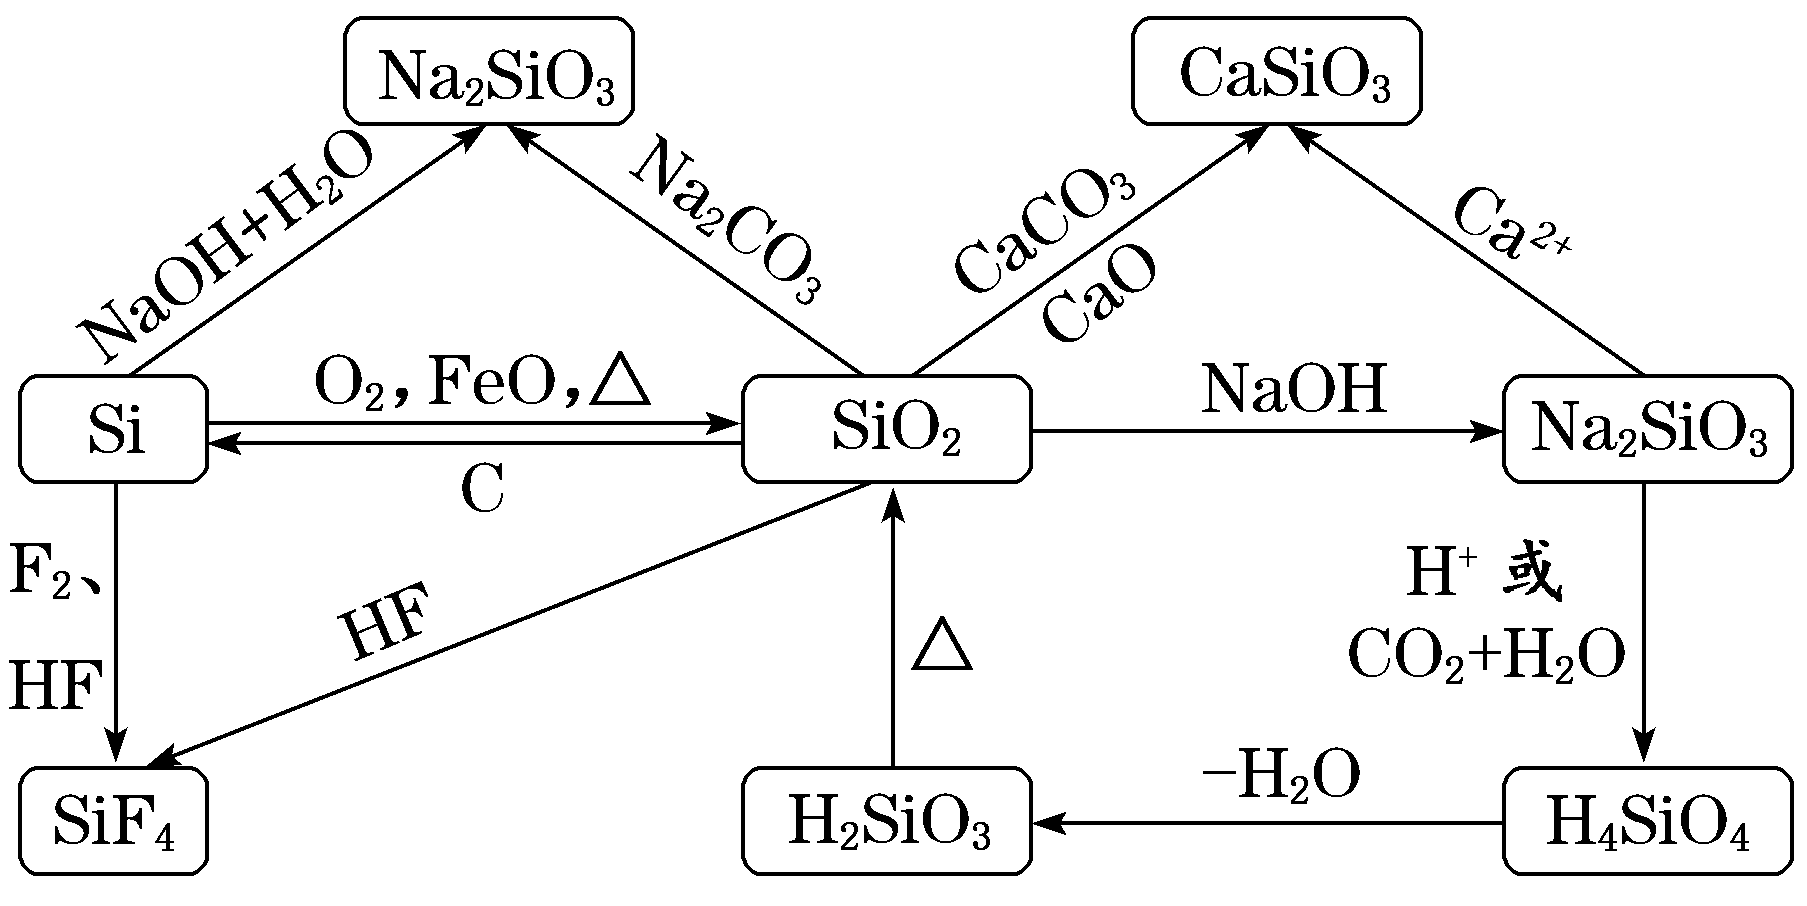 Na₂SiO₃
CaSiO₃
NaOH+H₂O
Na₂CO₃
CaCO₃
CaO
Ca²⁺
Si
O₂,FeO,△
C
SiO₂
NaOH
Na₂SiO₃
F₂、
HF
HF
△
H⁺ 或
CO₂+H₂O
SiF₄
H₂SiO₃
−H₂O
H₄SiO₄